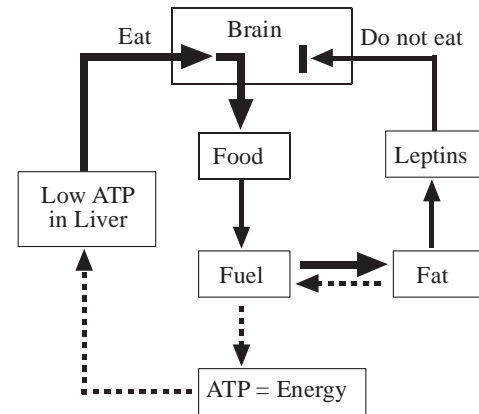 Eat
Brain
Do not eat
Food
Leptins
Low ATP
in Liver
Fuel
Fat
ATP = Energy